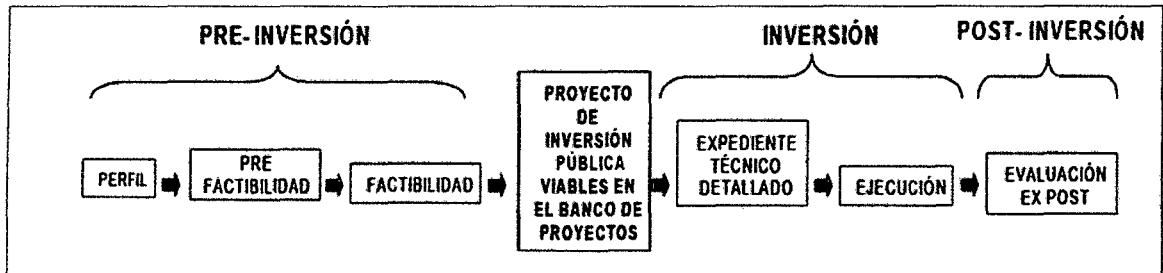 PRE-INVERSIÓN
INVERSIÓN
POST-INVERSIÓN
PERFIL
PRE
FACTIBILIDAD
FACTIBILIDAD
PROYECTO
DE
INVERSIÓN
PÚBLICA
VIABLES EN
EL BANCO DE
PROYECTOS
EXPEDIENTE
TÉCNICO
DETALLADO
EJECUCIÓN
EVALUACIÓN
EX POST